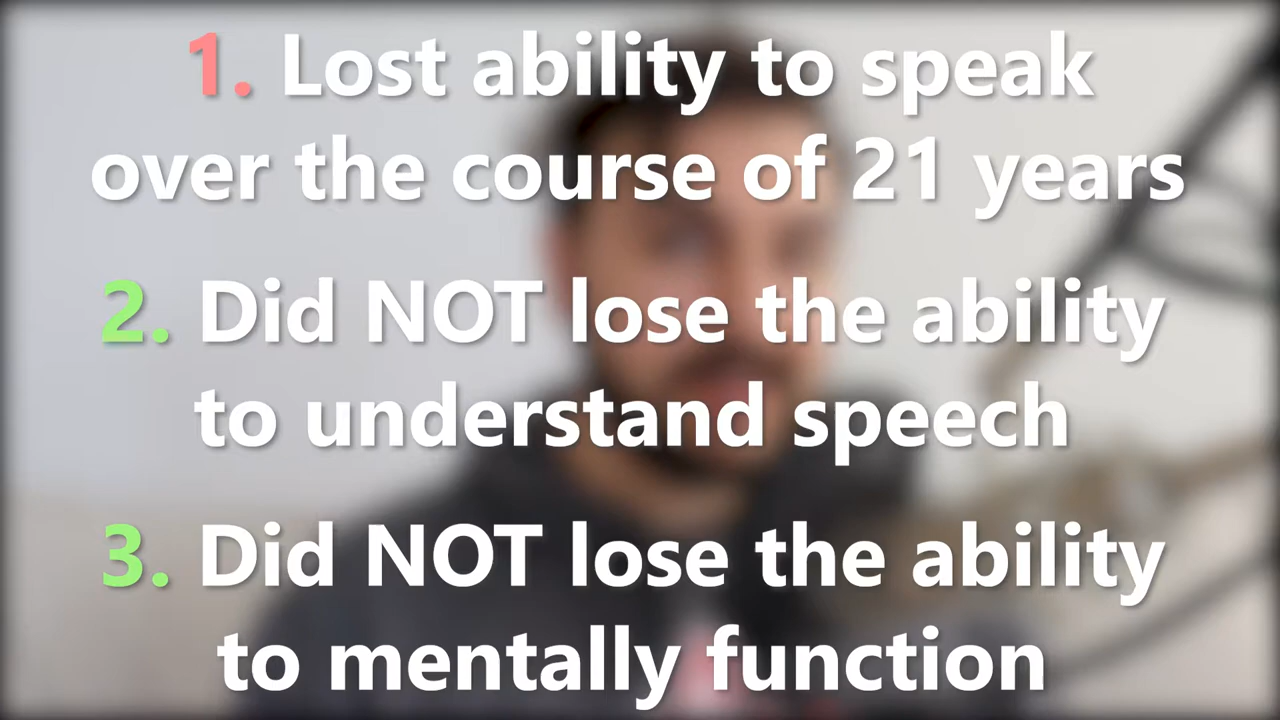 1. Lost ability to speak
over the course of 21 years
2. Did NOT lose the ability
to understand speech
3. Did NOT lose the ability
to mentally function